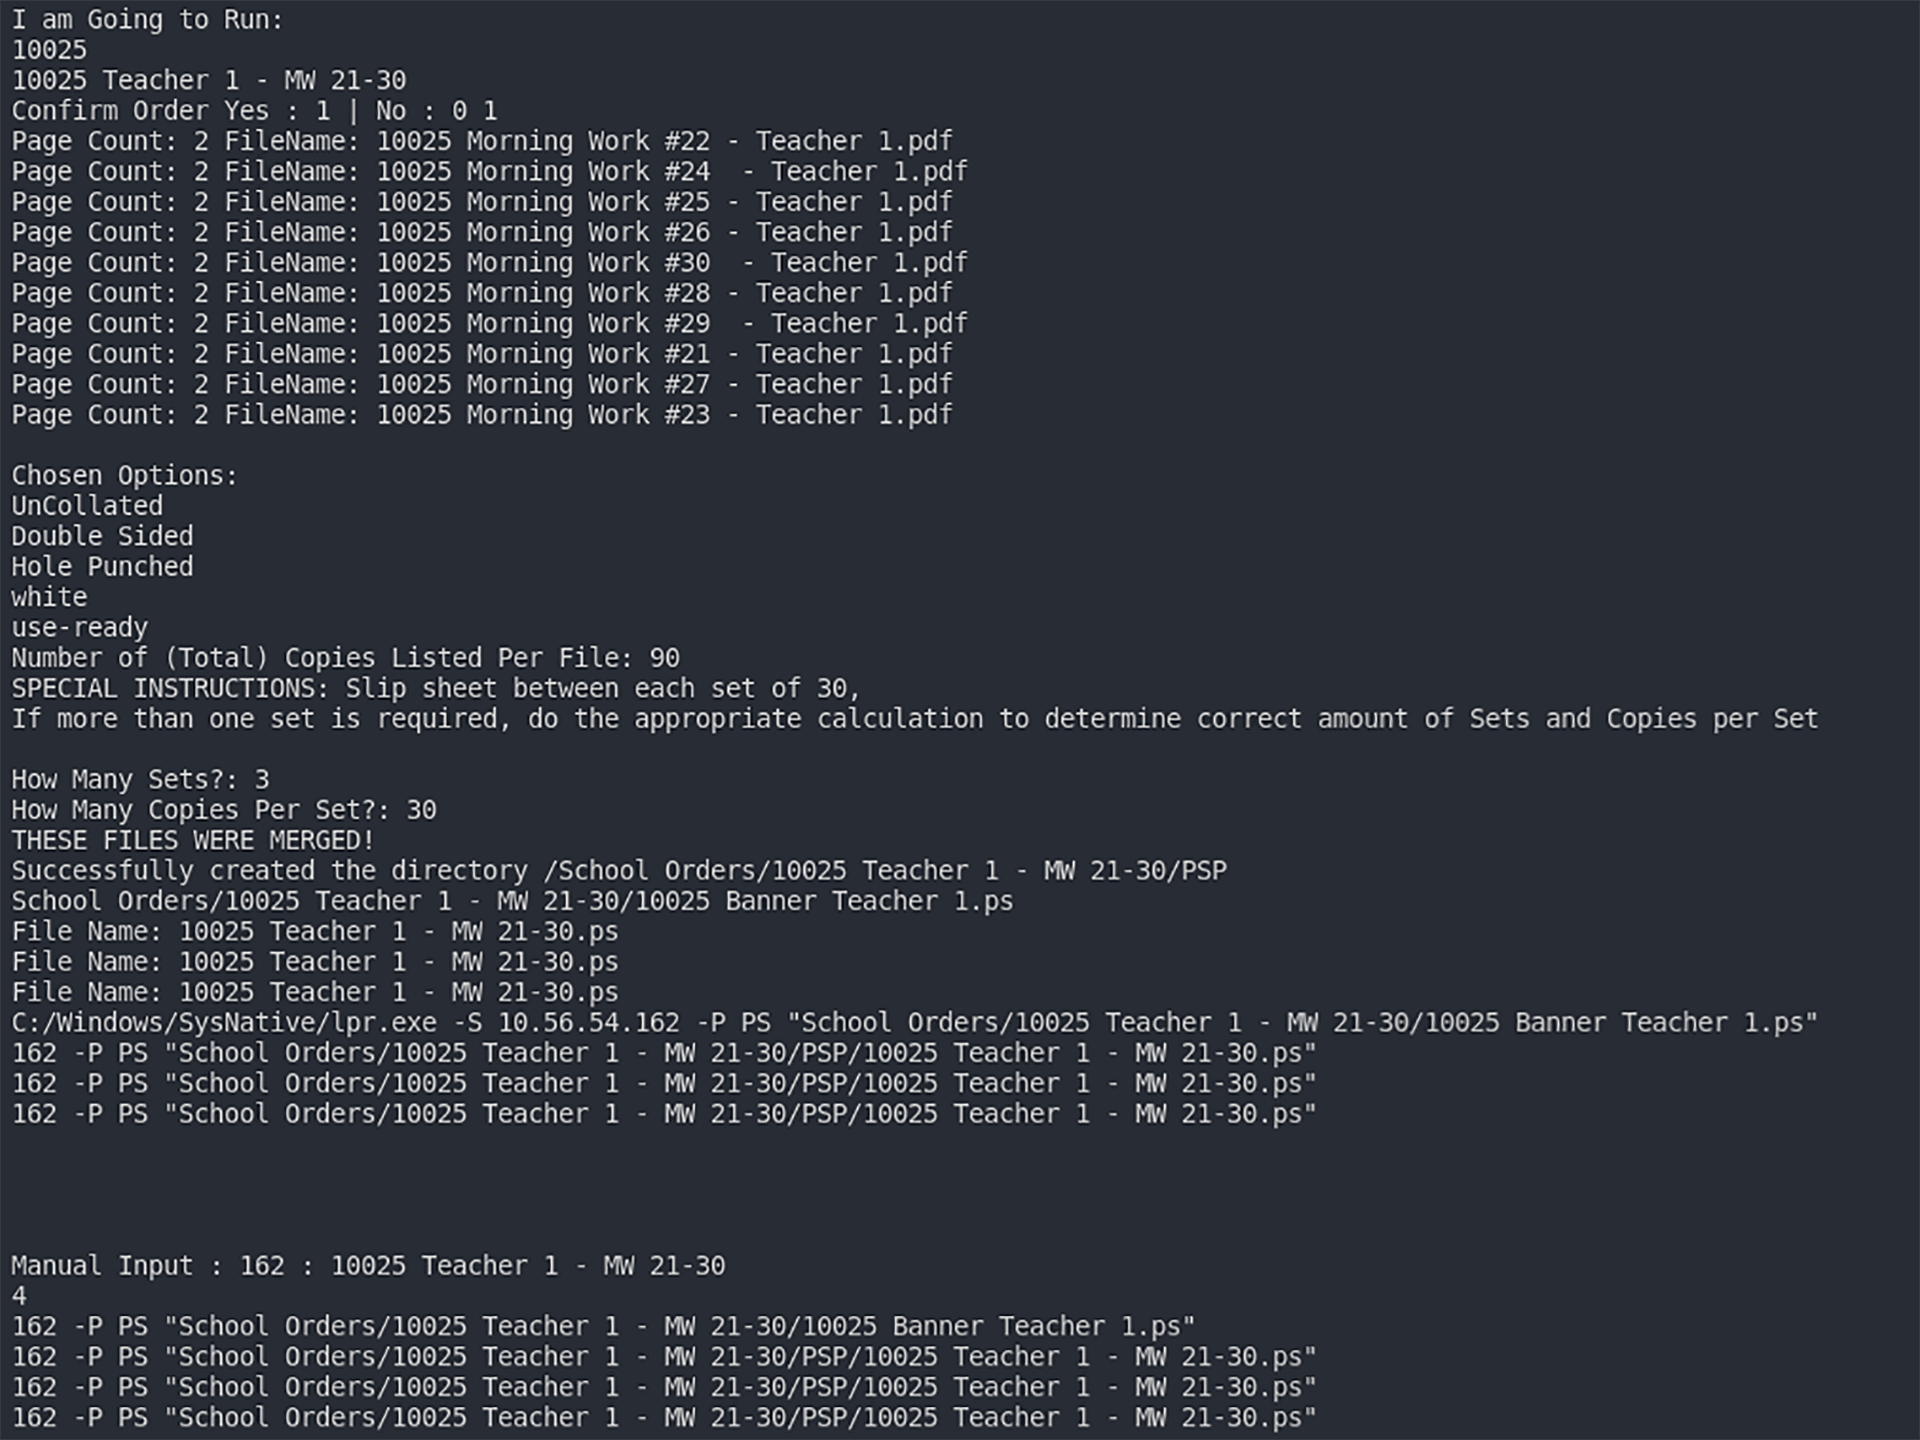 I am Going to Run:
10025
10025 Teacher 1 - MW 21-30
Confirm Order Yes : 1 | No : 0 1
Page Count: 2 FileName: 10025 Morning Work #22 - Teacher 1.pdf
Page Count: 2 FileName: 10025 Morning Work #24  - Teacher 1.pdf
Page Count: 2 FileName: 10025 Morning Work #25 - Teacher 1.pdf
Page Count: 2 FileName: 10025 Morning Work #26 - Teacher 1.pdf
Page Count: 2 FileName: 10025 Morning Work #30  - Teacher 1.pdf
Page Count: 2 FileName: 10025 Morning Work #28 - Teacher 1.pdf
Page Count: 2 FileName: 10025 Morning Work #29  - Teacher 1.pdf
Page Count: 2 FileName: 10025 Morning Work #21 - Teacher 1.pdf
Page Count: 2 FileName: 10025 Morning Work #27 - Teacher 1.pdf
Page Count: 2 FileName: 10025 Morning Work #23 - Teacher 1.pdf
Chosen Options:
UnCollated
Double Sided
Hole Punched
white
use-ready
Number of (Total) Copies Listed Per File: 90
SPECIAL INSTRUCTIONS: Slip sheet between each set of 30,
If more than one set is required, do the appropriate calculation to determine correct amount of Sets and Copies per Set
How Many Sets?: 3
How Many Copies Per Set?: 30
THESE FILES WERE MERGED!
Successfully created the directory /School Orders/10025 Teacher 1 - MW 21-30/PSP
School Orders/10025 Teacher 1 - MW 21-30/10025 Banner Teacher 1.ps
File Name: 10025 Teacher 1 - MW 21-30.ps
File Name: 10025 Teacher 1 - MW 21-30.ps
File Name: 10025 Teacher 1 - MW 21-30.ps
C:/Windows/SysNative/lpr.exe -S 10.56.54.162 -P PS "School Orders/10025 Teacher 1 - MW 21-30/10025 Banner Teacher 1.ps"
162 -P PS "School Orders/10025 Teacher 1 - MW 21-30/PSP/10025 Teacher 1 - MW 21-30.ps"
162 -P PS "School Orders/10025 Teacher 1 - MW 21-30/PSP/10025 Teacher 1 - MW 21-30.ps"
162 -P PS "School Orders/10025 Teacher 1 - MW 21-30/PSP/10025 Teacher 1 - MW 21-30.ps"
Manual Input : 162 : 10025 Teacher 1 - MW 21-30
4
162 -P PS "School Orders/10025 Teacher 1 - MW 21-30/10025 Banner Teacher 1.ps"
162 -P PS "School Orders/10025 Teacher 1 - MW 21-30/PSP/10025 Teacher 1 - MW 21-30.ps"
162 -P PS "School Orders/10025 Teacher 1 - MW 21-30/PSP/10025 Teacher 1 - MW 21-30.ps"
162 -P PS "School Orders/10025 Teacher 1 - MW 21-30/PSP/10025 Teacher 1 - MW 21-30.ps"